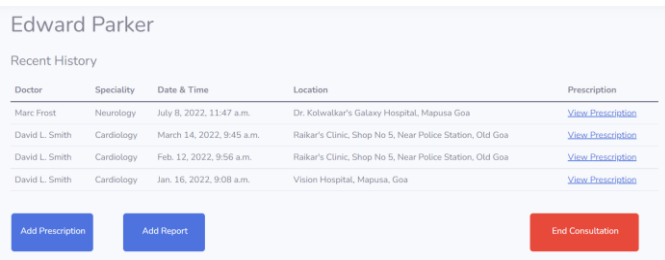 Edward Parker
Recent History
Doctor Speciality Date & Time Location Prescription
Marc Frost Neurology July 8, 2022, 11:47 a.m. Dr. Kolwalkar's Galaxy Hospital, Mapusa Goa View Prescription
David L. Smith Cardiology March 14, 2022, 9:45 a.m. Raikar's Clinic, Shop No 5, Near Police Station, Old Goa View Prescription
David L. Smith Cardiology Feb. 12, 2022, 9:56 a.m. Raikar's Clinic, Shop No 5, Near Police Station, Old Goa View Prescription
David L. Smith Cardiology Jan. 16, 2022, 9:08 a.m. Vision Hospital, Mapusa, Goa View Prescription
Add Prescription Add Report End Consultation